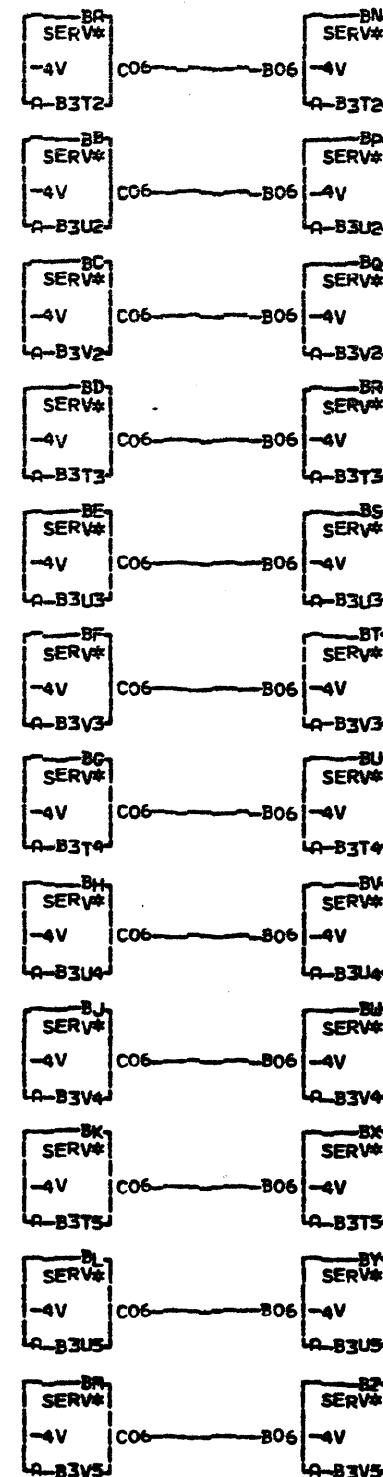 BA BN
SERV* SERV*
-4V C06 B06 -4V
A-B3T2 A-B3T2
BB BP
SERV* SERV*
-4V C06 B06 -4V
A-B3U2 A-B3U2
BC BQ
SERV* SERV*
-4V C06 B06 -4V
A-B3V2 A-B3V2
BD BR
SERV* SERV*
-4V C06 B06 -4V
A-B3T3 A-B3T3
BE BS
SERV* SERV*
-4V C06 B06 -4V
A-B3U3 A-B3U3
BF BT
SERV* SERV*
-4V C06 B06 -4V
A-B3V3 A-B3V3
BG BU
SERV* SERV*
-4V C06 B06 -4V
A-B3T4 A-B3T4
BH BV
SERV* SERV*
-4V C06 B06 -4V
A-B3U4 A-B3U4
BJ BW
SERV* SERV*
-4V C06 B06 -4V
A-B3V4 A-B3V4
BK BX
SERV* SERV*
-4V C06 B06 -4V
A-B3T5 A-B3T5
BL BY
SERV* SERV*
-4V C06 B06 -4V
A-B3U5 A-B3U5
BM BZ
SERV* SERV*
-4V C06 B06 -4V
A-B3V5 A-B3V5